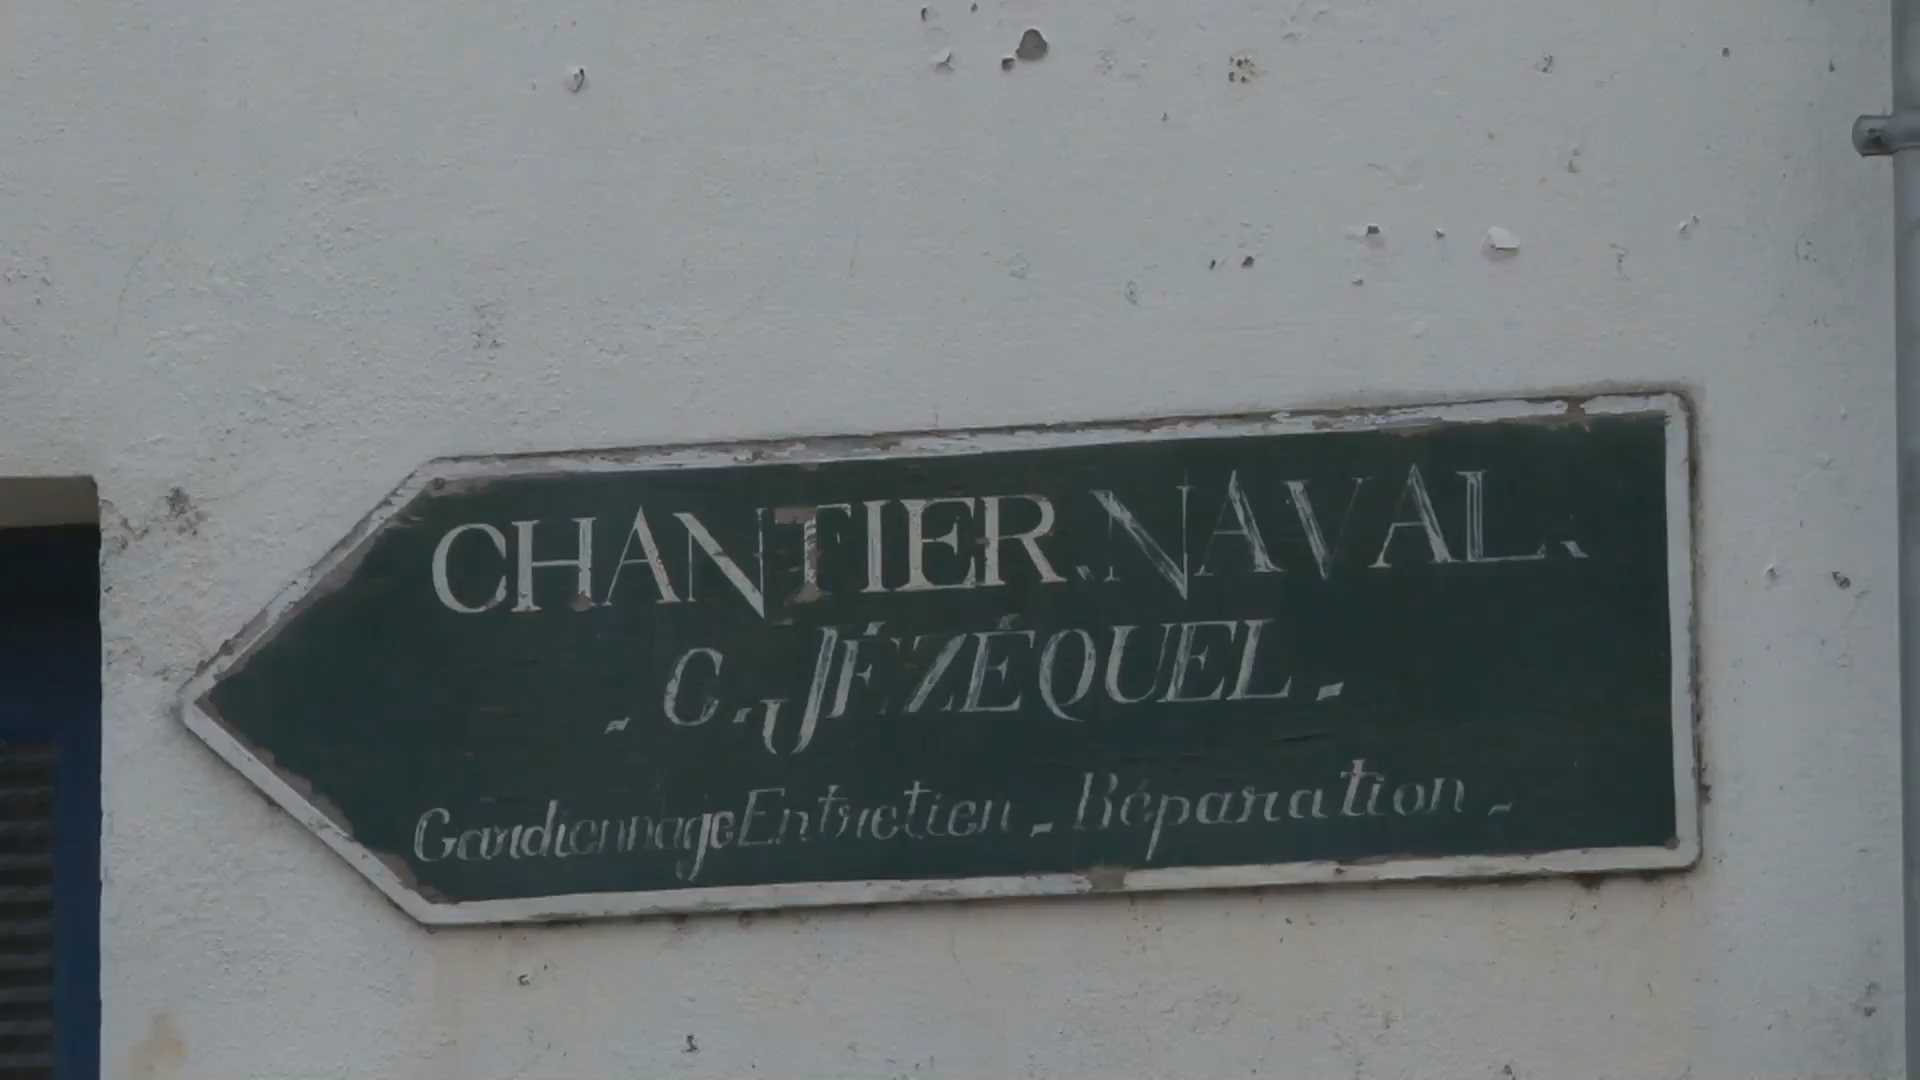 CHANTIER.NAVAL.
- C. JÉZÉQUEL -
Gardiennage Entretien - Réparation -